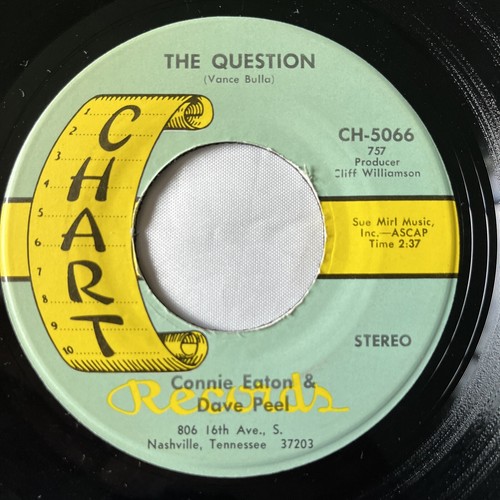 THE QUESTION
(Vance Bulla)
1
2
3
4
5
6
7
8
9
10
CHART
CH-5066
757
Producer
Cliff Williamson
Sue Mirl Music,
Inc.—ASCAP
Time 2:37
STEREO
Records
Connie Eaton &
Dave Peel
806 16th Ave., S.
Nashville, Tennessee 37203